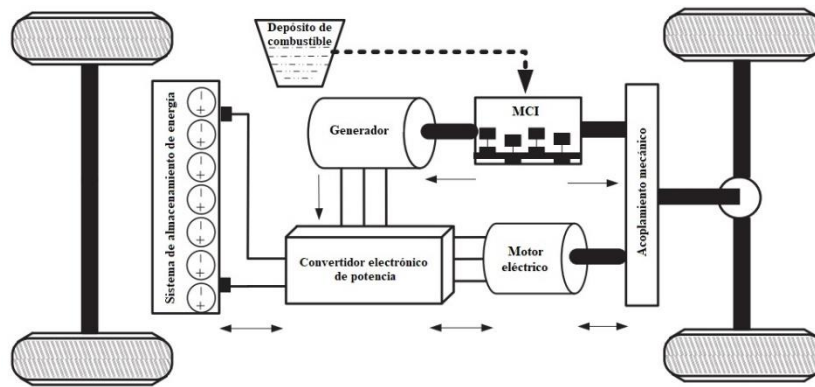 Depósito de
combustible
MCI
Generador
Sistema de almacenamiento de energía
Acoplamiento mecánico
Convertidor electrónico
de potencia
Motor
eléctrico